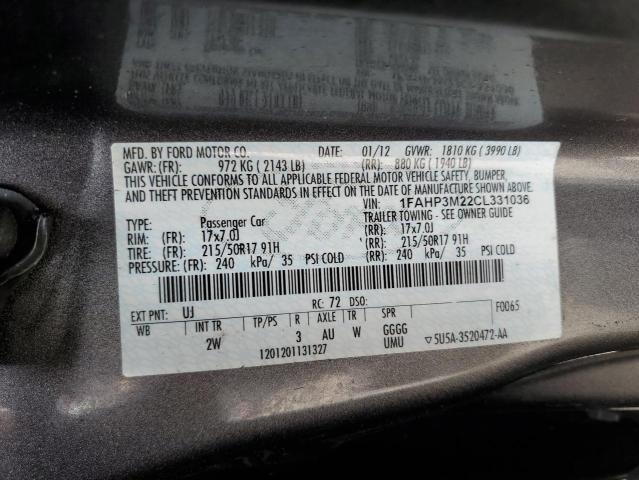 MFD. BY FORD MOTOR CO. DATE: 01/12 GVWR: 1810 KG ( 3990 LB)
GAWR: (FR): 972 KG ( 2143 LB) (RR): 880 KG ( 1940 LB)
THIS VEHICLE CONFORMS TO ALL APPLICABLE FEDERAL MOTOR VEHICLE SAFETY, BUMPER,
AND THEFT PREVENTION STANDARDS IN EFFECT ON THE DATE OF MANUFACTURE SHOWN ABOVE.
VIN: 1FAHP3M22CL331036
TYPE: Passenger Car TRAILER TOWING - SEE OWNER GUIDE
RIM: (FR): 17x7.0J (RR): 17x7.0J
TIRE: (FR): 215/50R17 91H (RR): 215/50R17 91H
PRESSURE: (FR): 240 kPa/ 35 PSI COLD (RR): 240 kPa/ 35 PSI COLD
EXT PNT: UJ RC: 72 DSO: F0065
WB INT TR TP/PS R AXLE TR SPR
2W 3 AU W GGGG
UMU ▽5U5A-3520472-AA
1201201131327